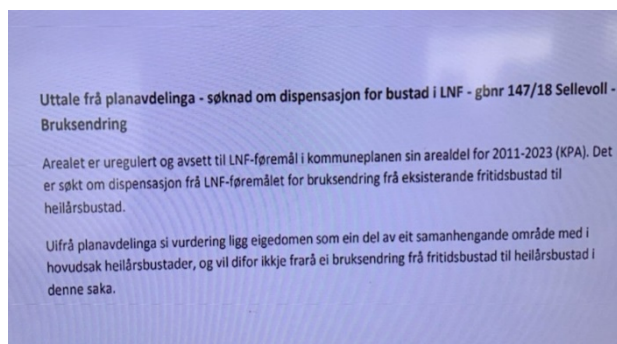 Uttale frå planavdelinga - søknad om dispensasjon for bustad i LNF - gbnr 147/18 Sellevoll -
Bruksendring
Arealet er uregulert og avsett til LNF-føremål i kommuneplanen sin arealdel for 2011-2023 (KPA). Det
er søkt om dispensasjon frå LNF-føremålet for bruksendring frå eksisterande fritidsbustad til
heilårsbustad.
Uifrå planavdelinga si vurdering ligg eigedomen som ein del av eit samanhengande område med i
hovudsak heilårsbustader, og vil difor ikkje frarå ei bruksendring frå fritidsbustad til heilårsbustad i
denne saka.